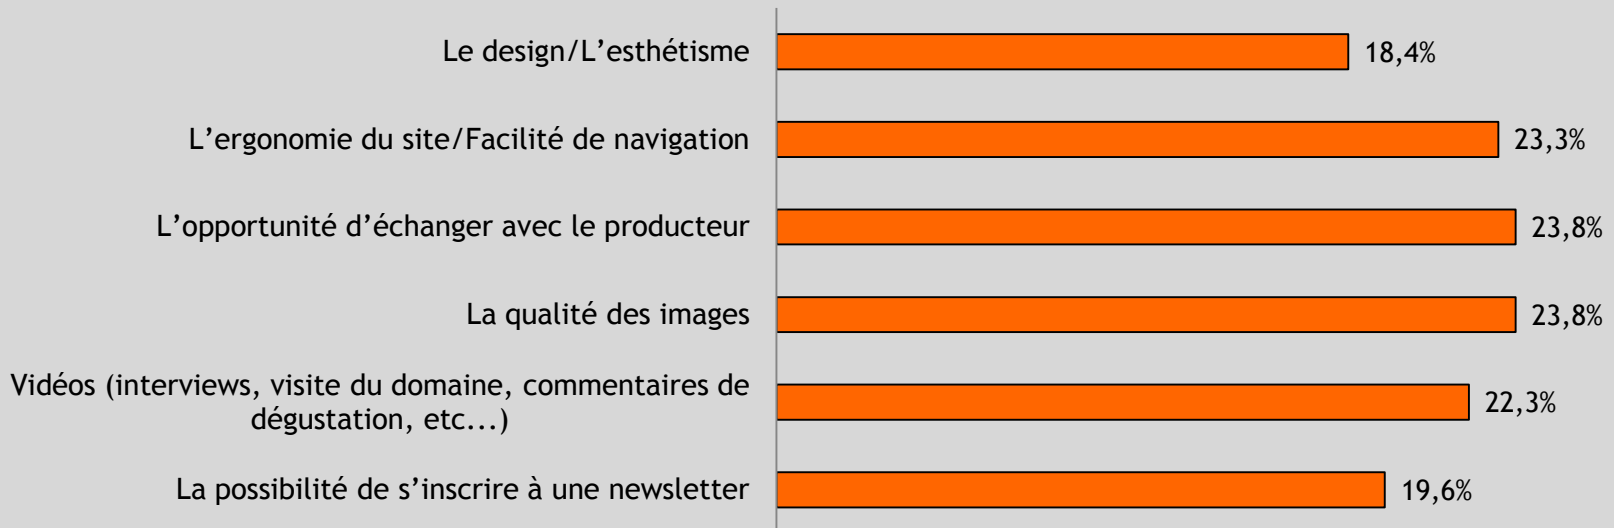 Le design/L’esthétisme 18,4%
L’ergonomie du site/Facilité de navigation 23,3%
L’opportunité d’échanger avec le producteur 23,8%
La qualité des images 23,8%
Vidéos (interviews, visite du domaine, commentaires de
dégustation, etc...) 22,3%
La possibilité de s’inscrire à une newsletter 19,6%